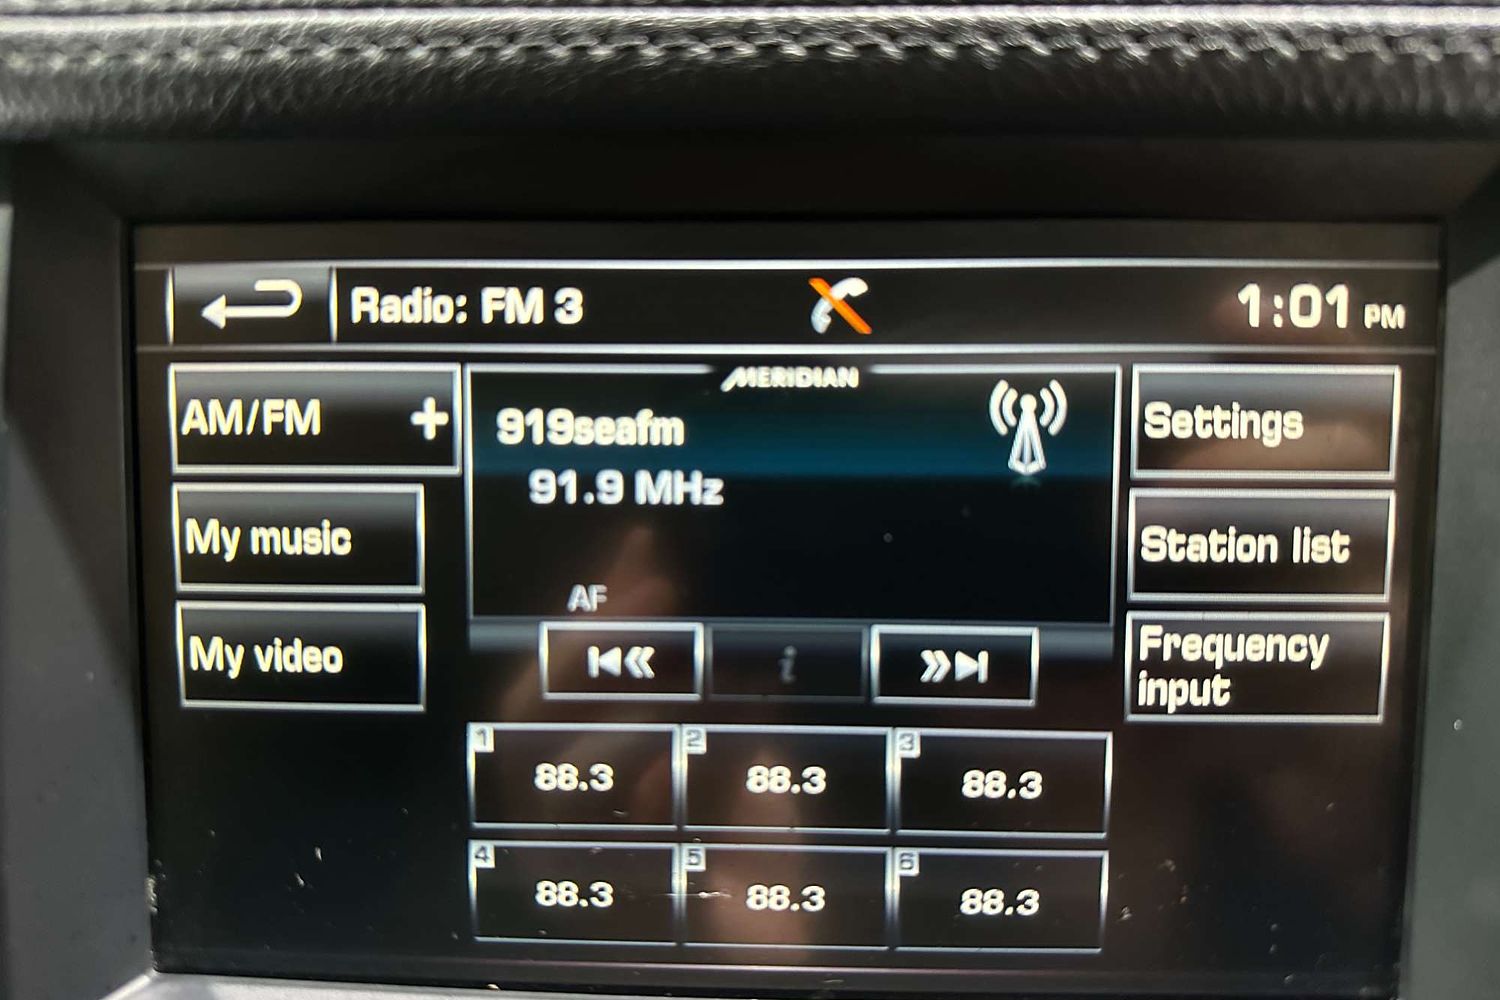 Radio: FM 3
1:01 PM
AM/FM +
My music
My video
MERIDIAN
919seafm
91.9 MHz
AF
i
Settings
Station list
Frequency
input
1
88.3
2
88.3
3
88.3
4
88.3
5
88.3
6
88.3